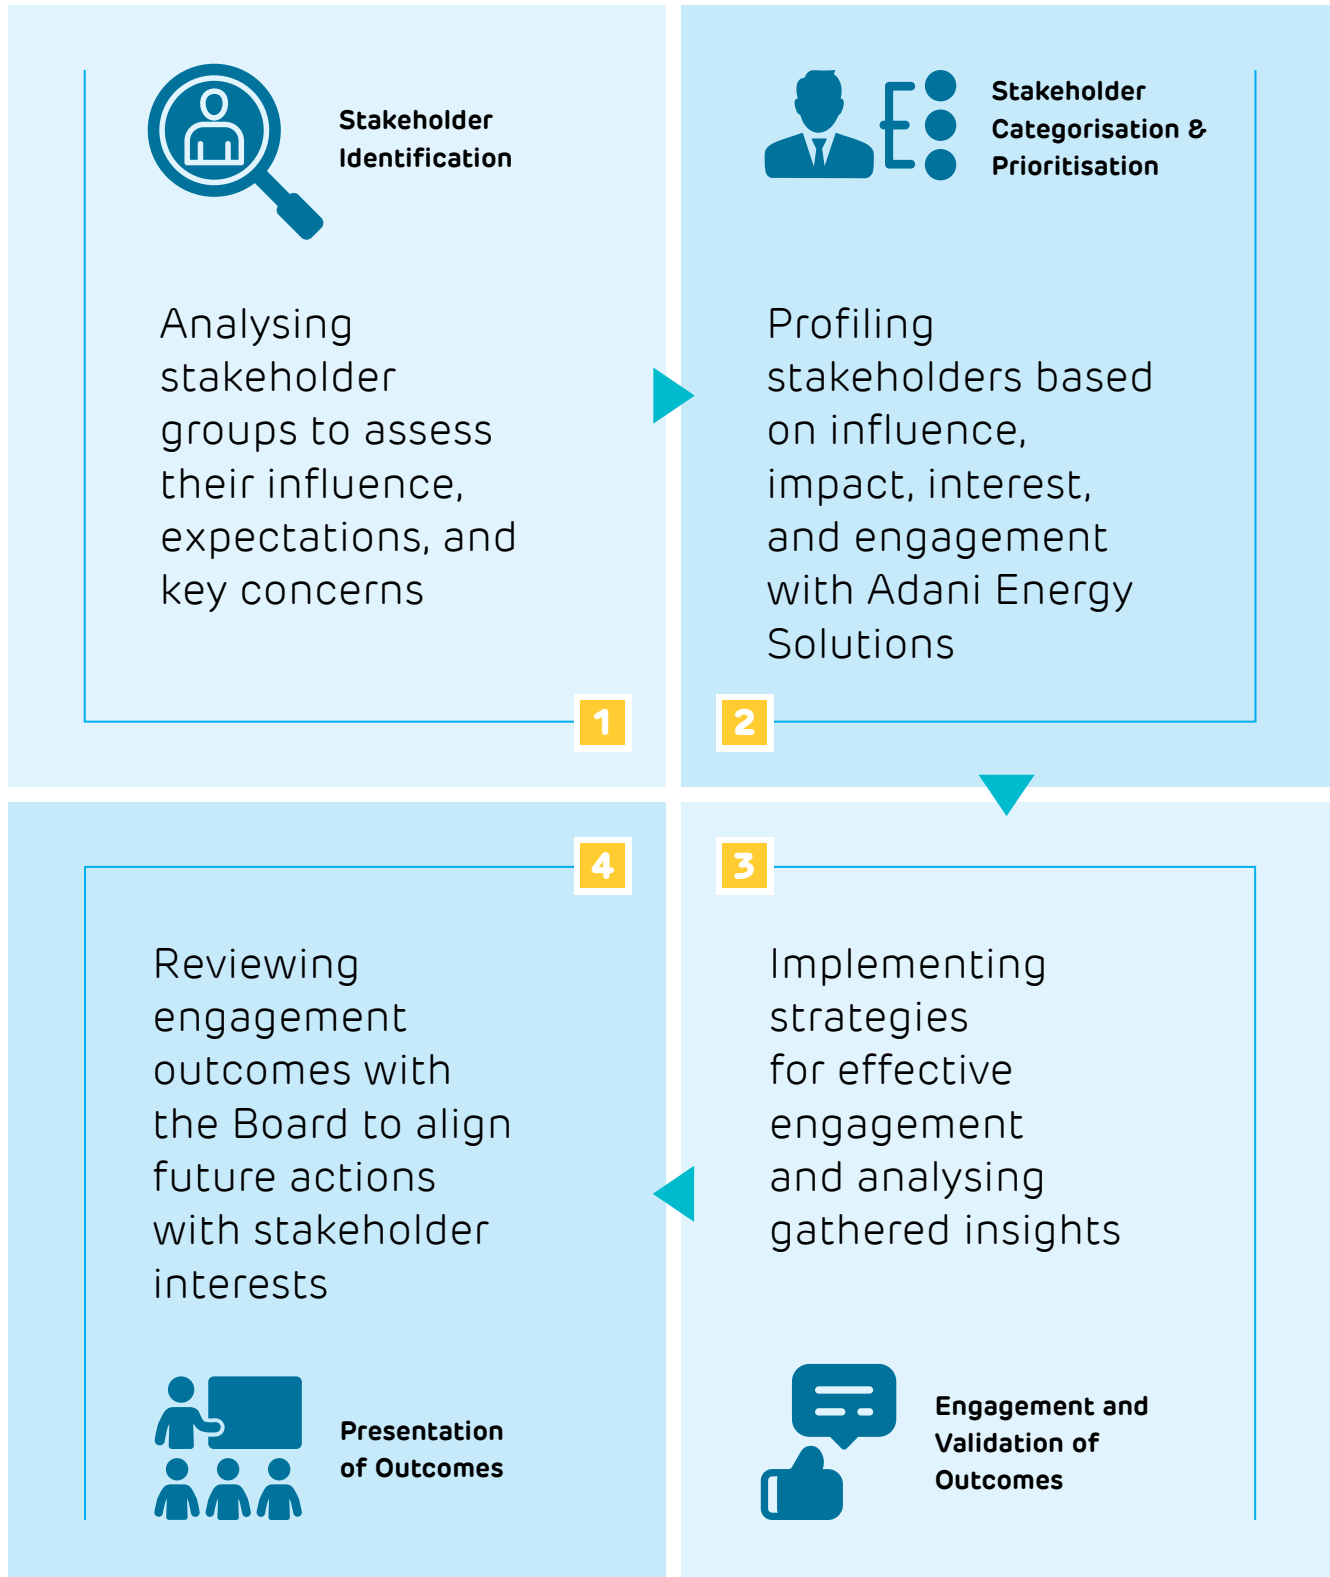 Stakeholder
Identification
Analysing
stakeholder
groups to assess
their influence,
expectations, and
key concerns
1
Stakeholder
Categorisation &
Prioritisation
Profiling
stakeholders based
on influence,
impact, interest,
and engagement
with Adani Energy
Solutions
2
3
Implementing
strategies
for effective
engagement
and analysing
gathered insights
Engagement and
Validation of
Outcomes
4
Reviewing
engagement
outcomes with
the Board to align
future actions
with stakeholder
interests
Presentation
of Outcomes